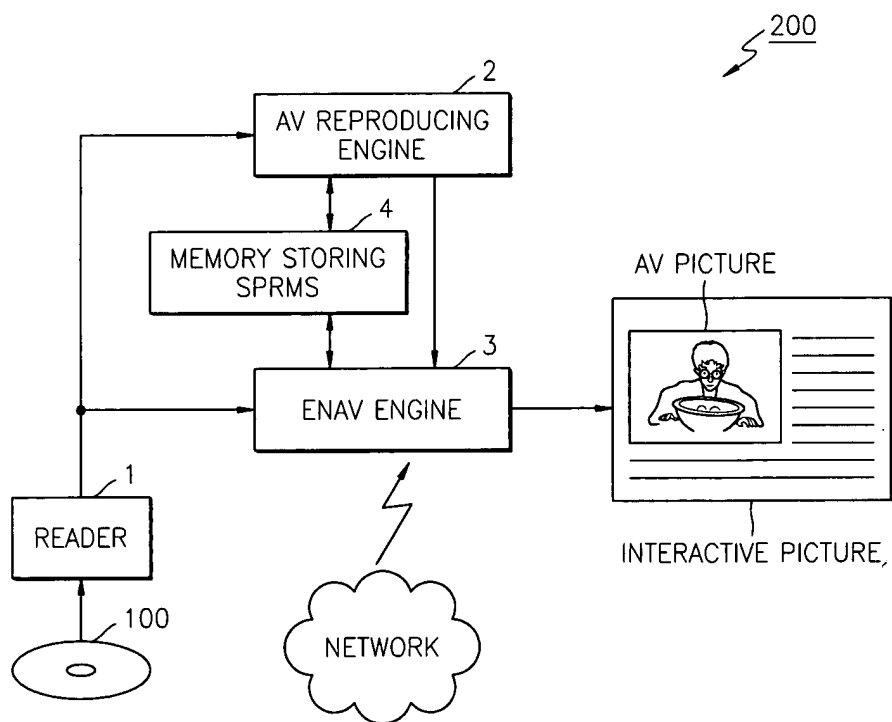 200
2
AV REPRODUCING
ENGINE
4
MEMORY STORING
SPRMS
AV PICTURE
3
ENAV ENGINE
1
READER
INTERACTIVE PICTURE
100
NETWORK